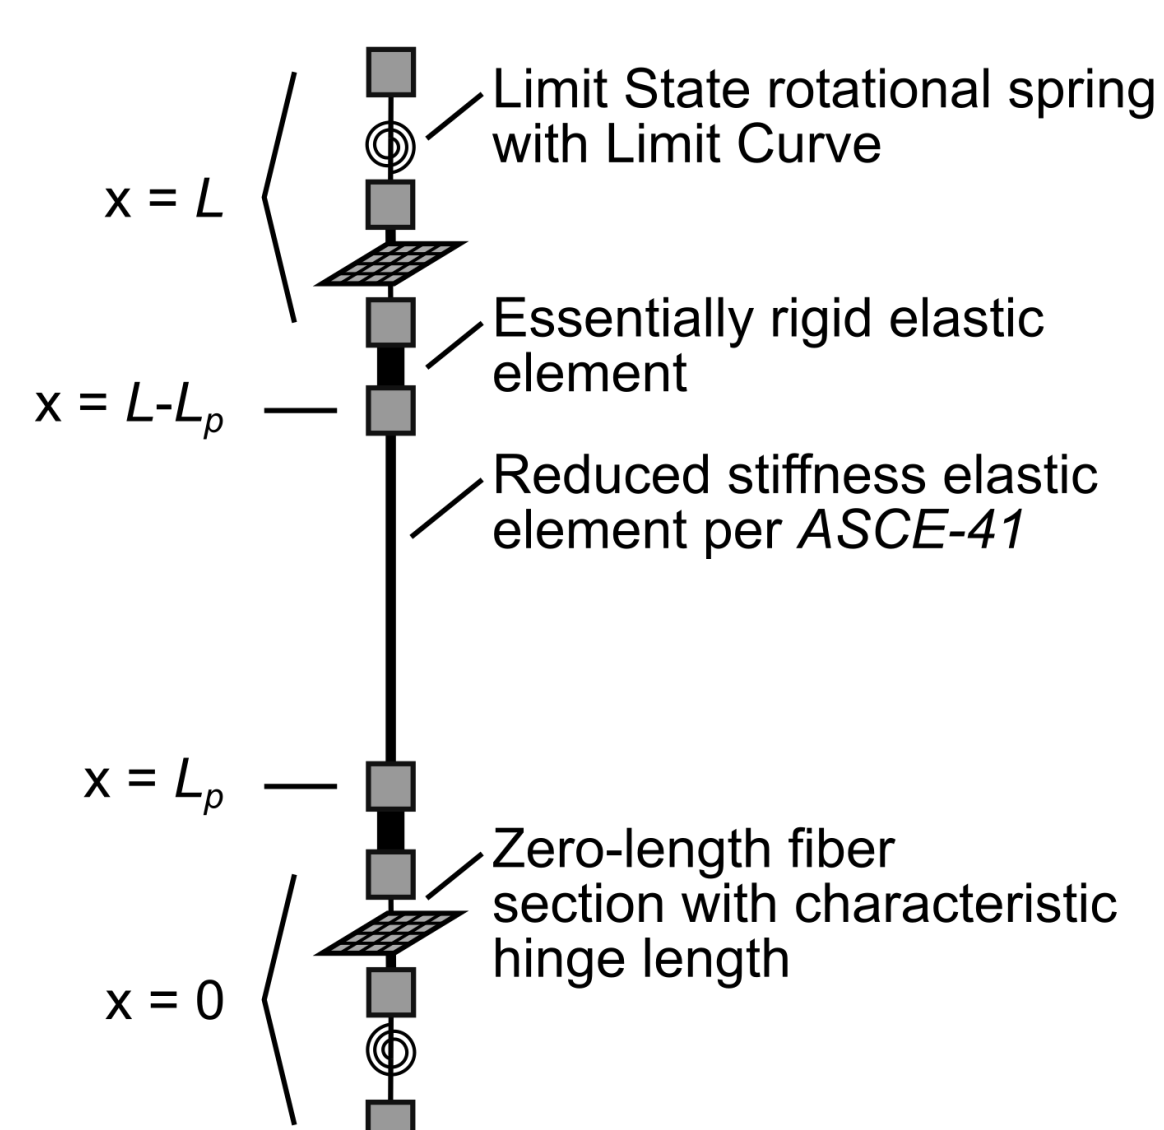 Limit State rotational spring
with Limit Curve
x = L
Essentially rigid elastic
element
x = L-Lp
Reduced stiffness elastic
element per ASCE-41
x = Lp
Zero-length fiber
section with characteristic
hinge length
x = 0